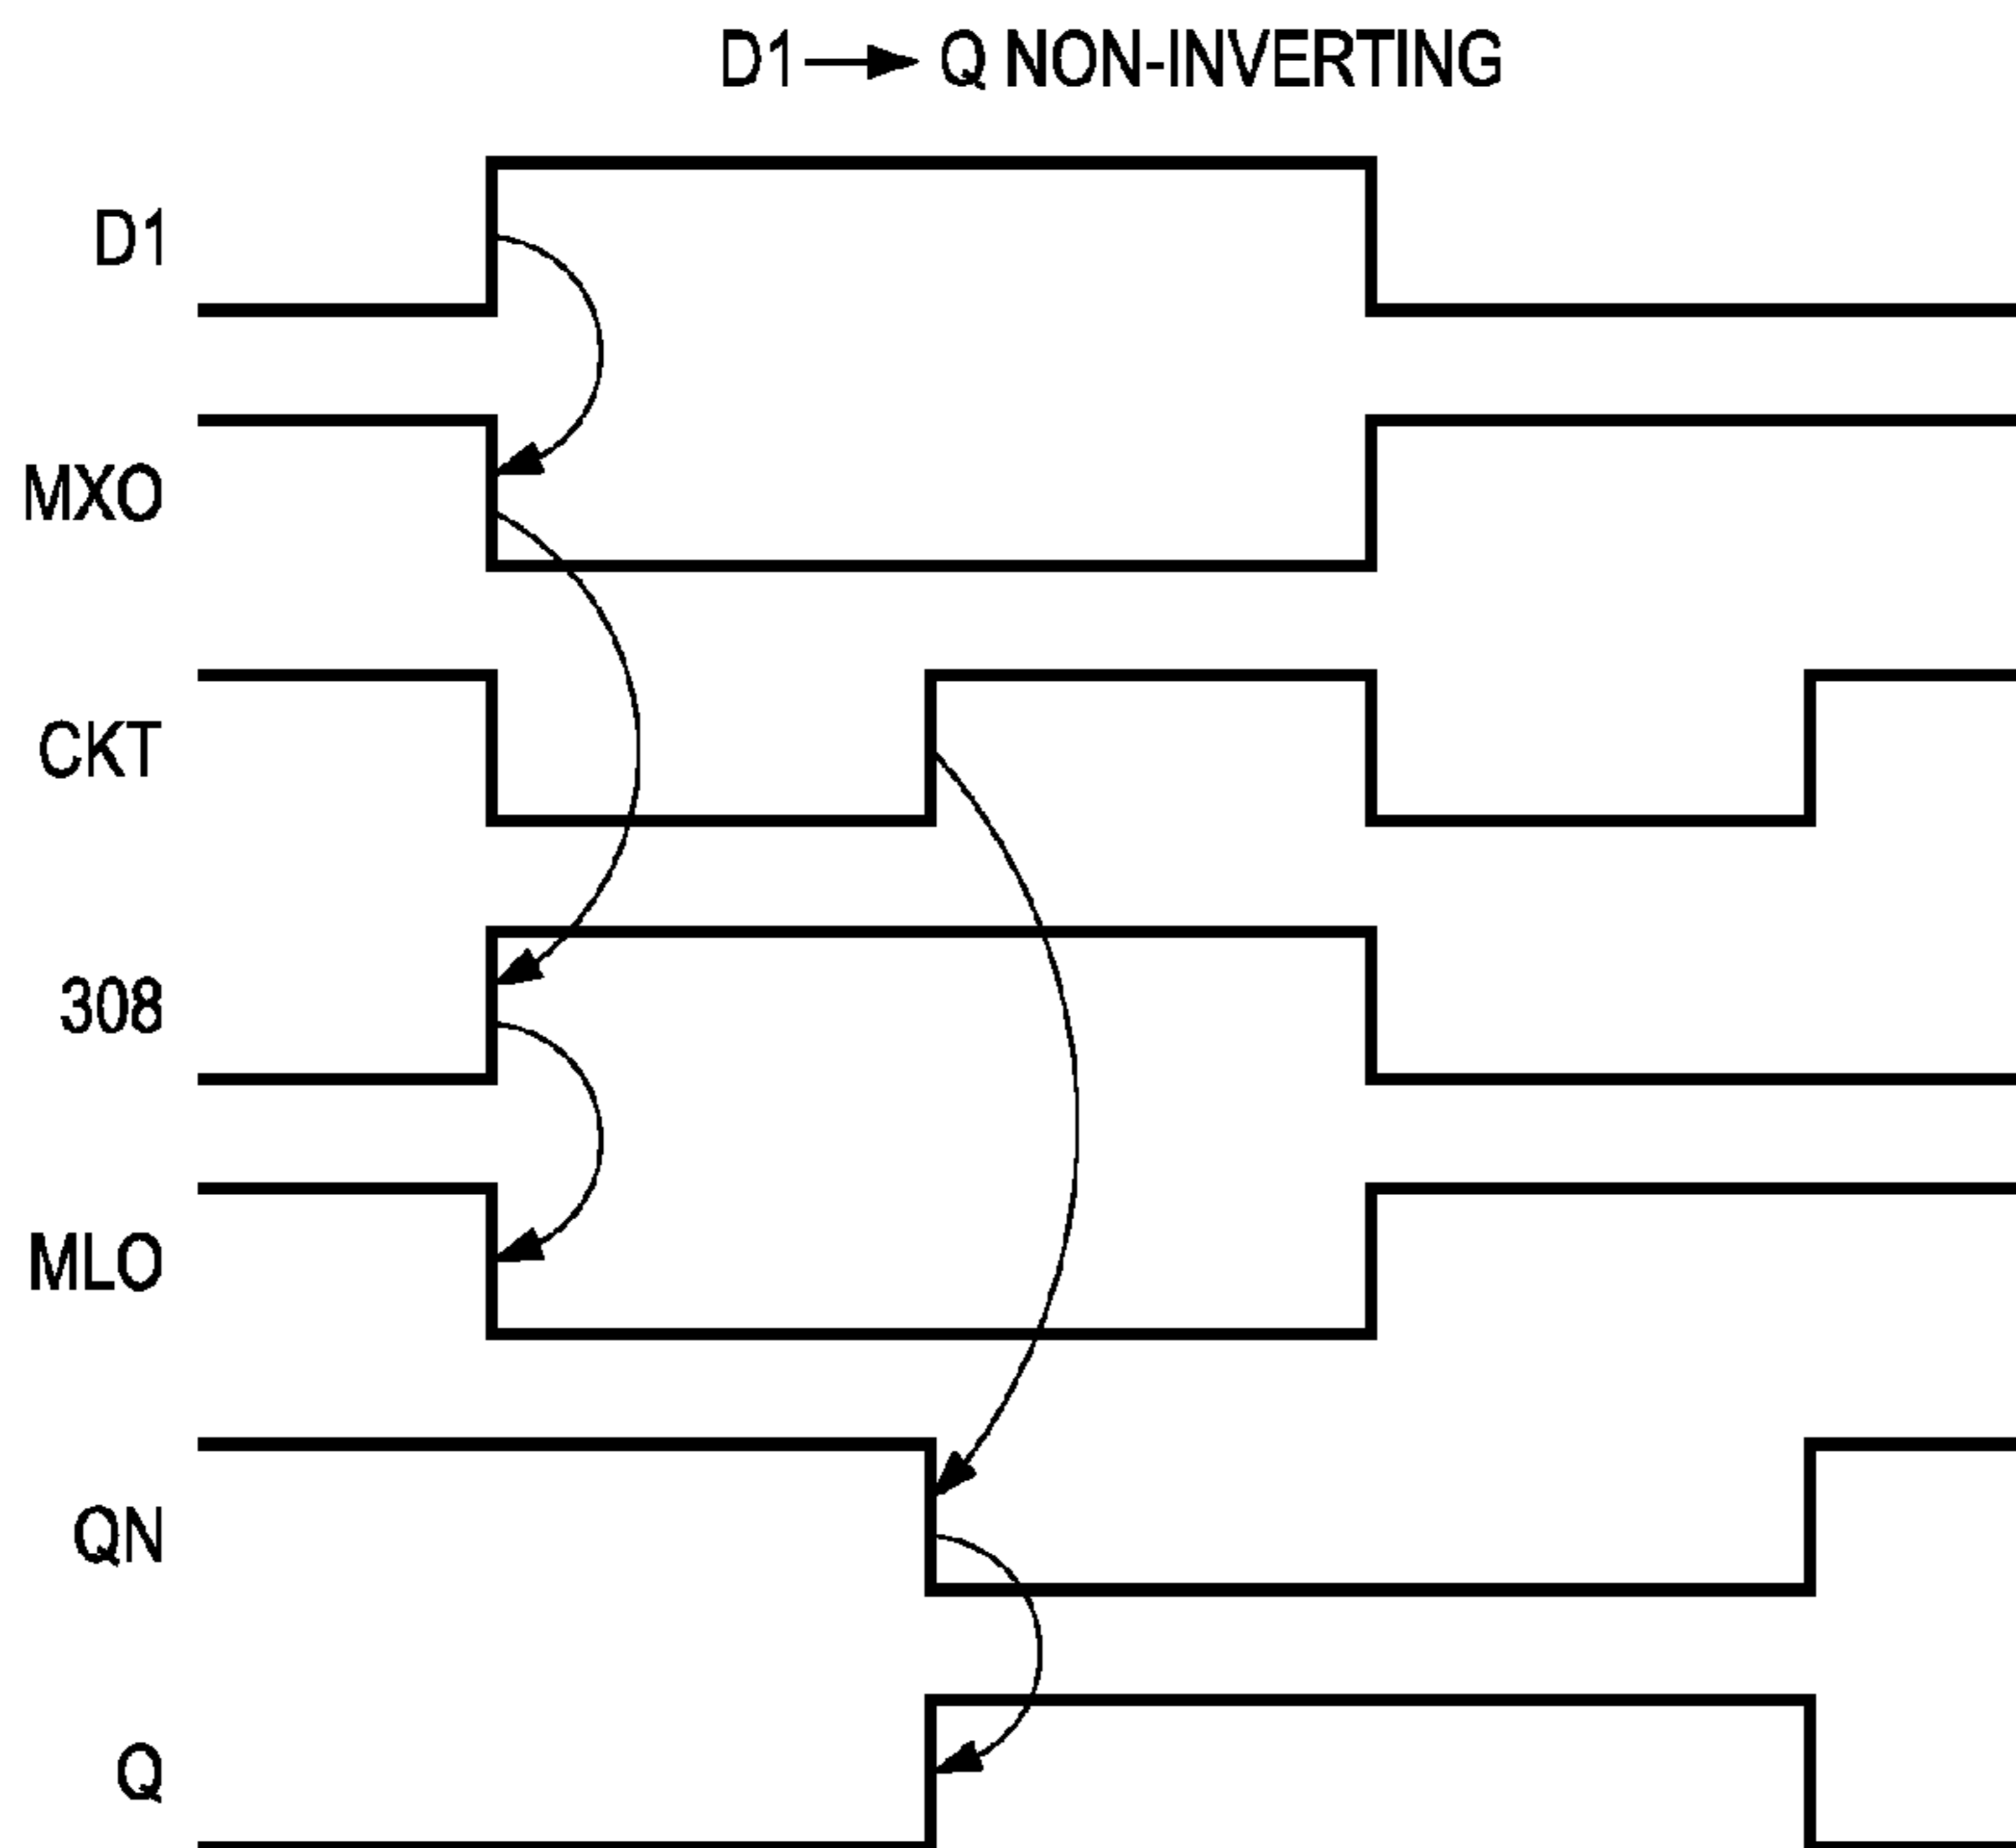 D1 → Q NON-INVERTING
D1
MXO
CKT
308
MLO
QN
Q